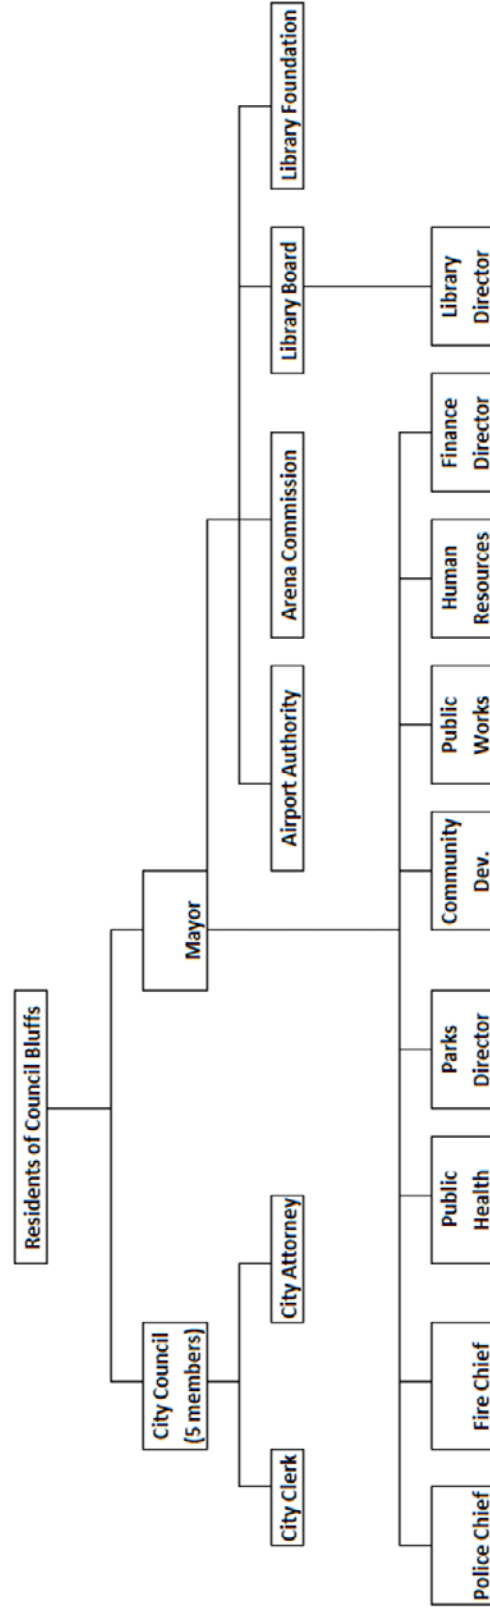 Residents of Council Bluffs
City Council
(5 members)
Mayor
City Clerk
City Attorney
Airport Authority
Arena Commission
Library Board
Library Foundation
Police Chief
Fire Chief
Public
Health
Parks
Director
Community
Dev.
Public
Works
Human
Resources
Finance
Director
Library
Director